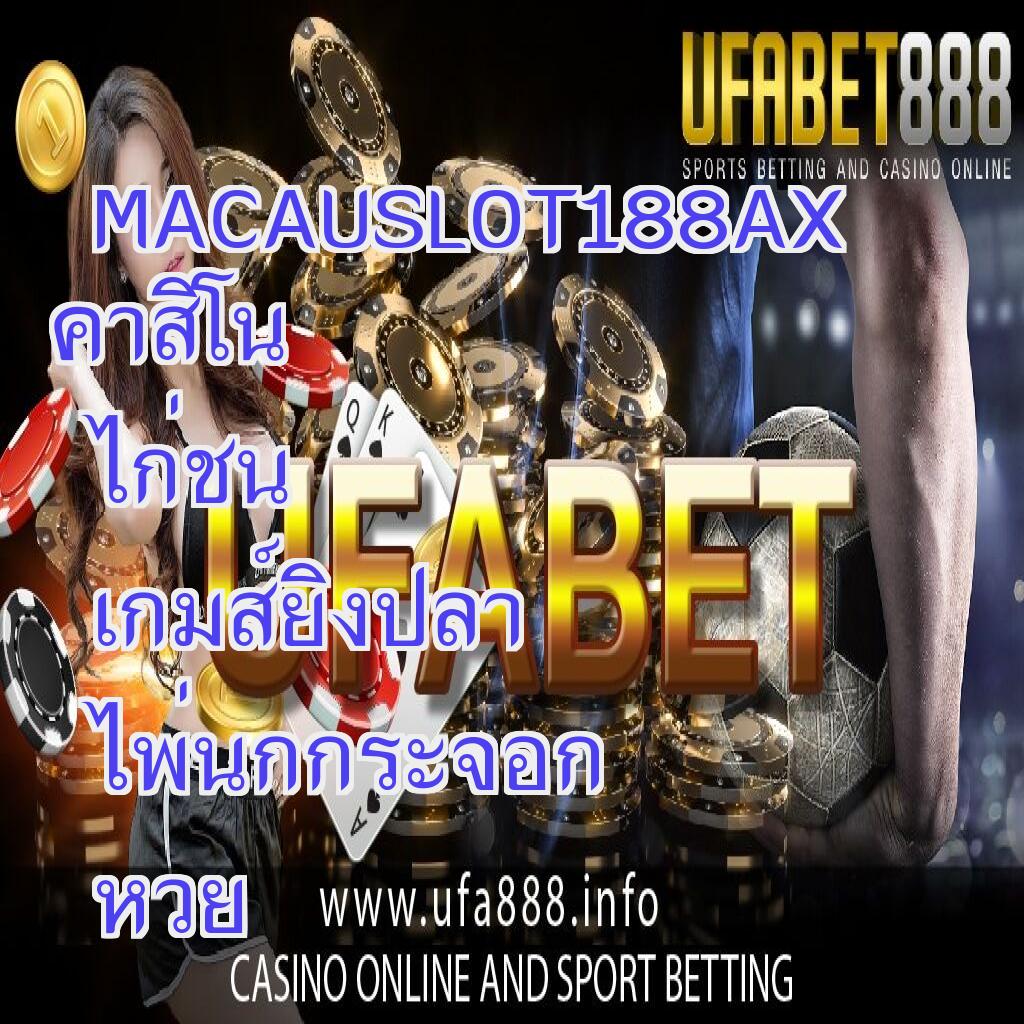 UFABET888
SPORTS BETTING AND CASINO ONLINE
MACAUSLOT188AX
คาสิโน
ไก่ชน
UFABET
เกมส์ยิงปลา
ไพ่นกกระจอก
หวย
www.ufa888.info
CASINO ONLINE AND SPORT BETTING
Q
K
A
1